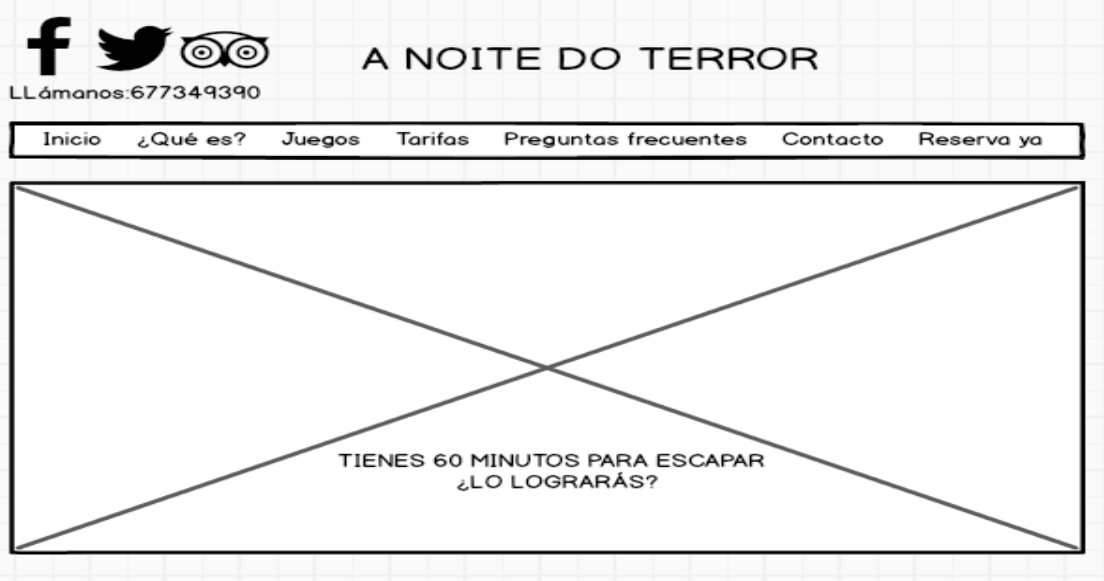 A NOITE DO TERROR
LLámanos:677349390
Inicio ¿Qué es? Juegos Tarifas Preguntas frecuentes Contacto Reserva ya
TIENES 60 MINUTOS PARA ESCAPAR
¿LO LOGRARÁS?